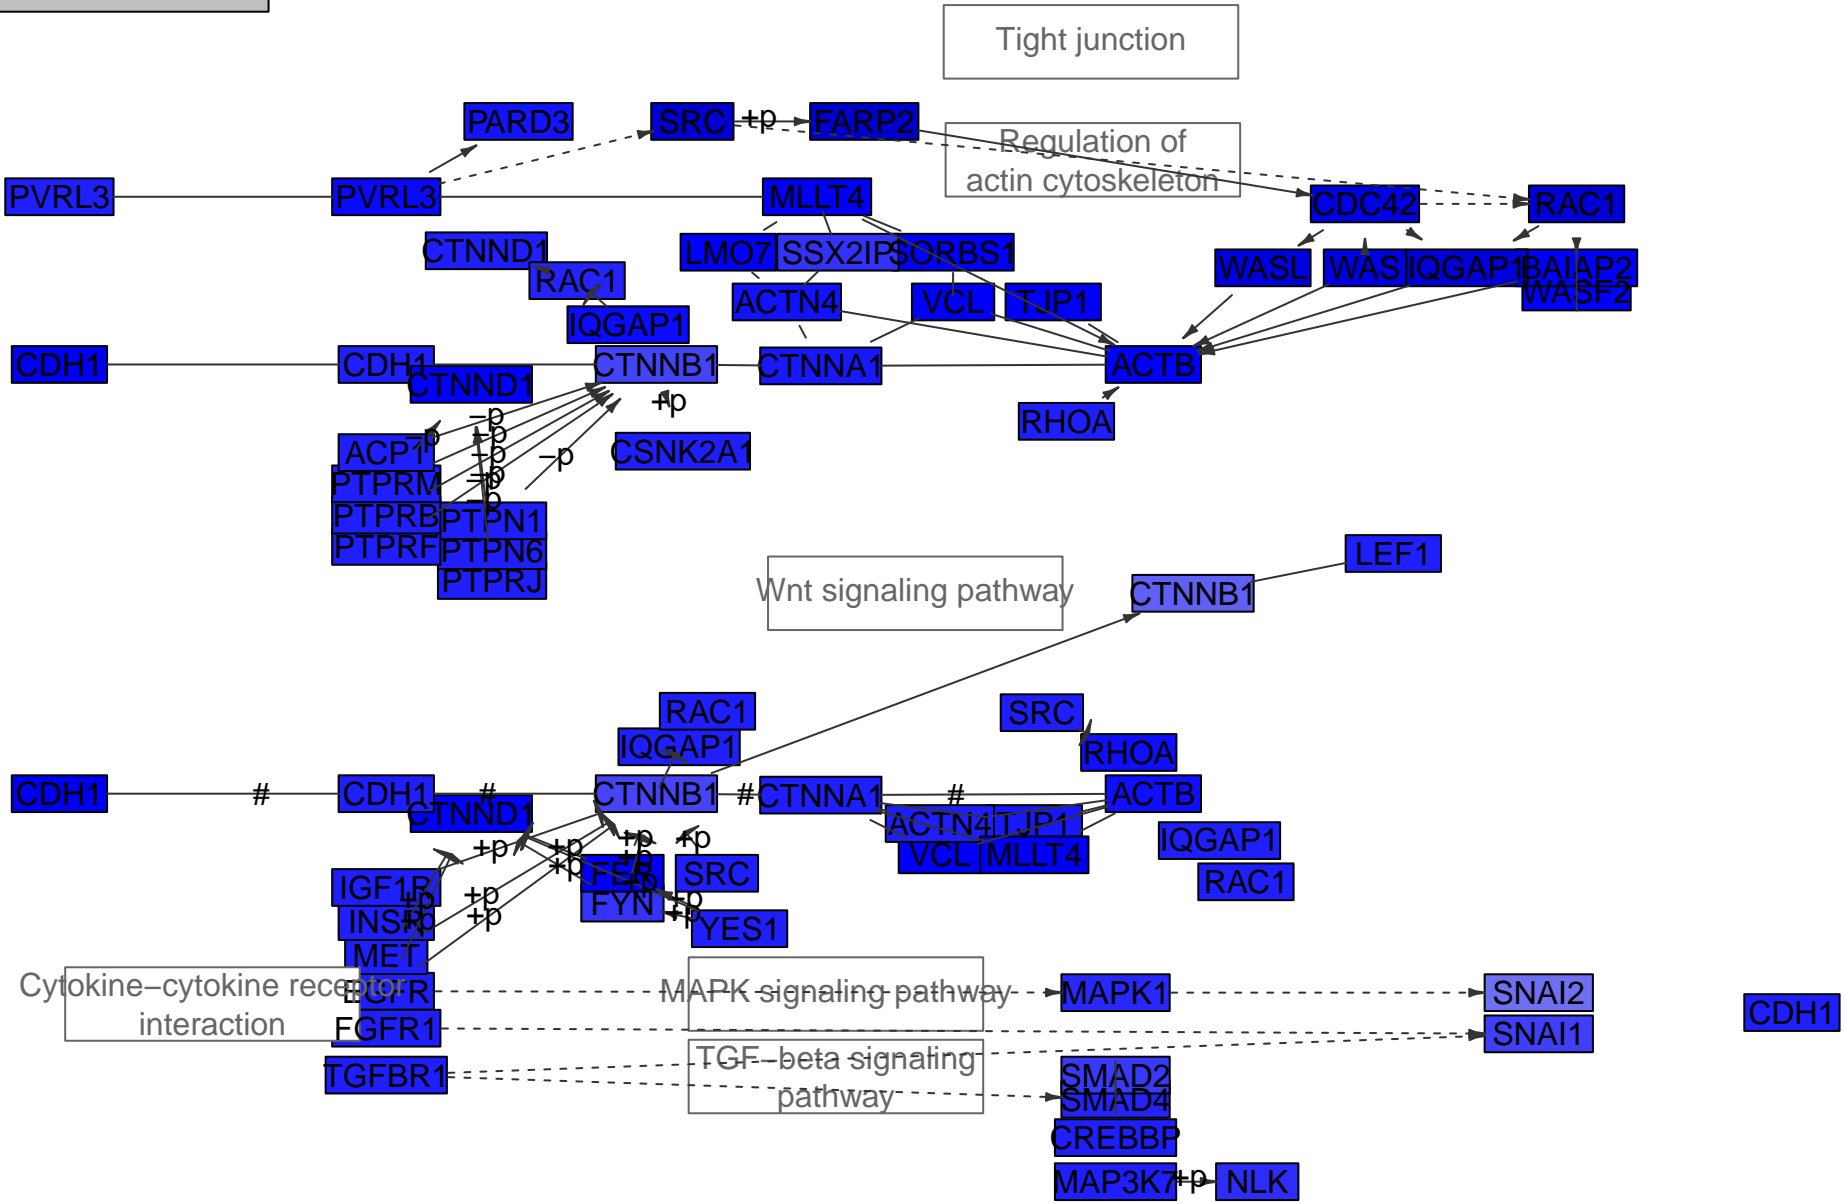 Tight junction
PARD3
SRC
+p
FARP2
Regulation of
actin cytoskeleton
PVRL3
PVRL3
MLLT4
CDC42
RAC1
CTNND1
LMO7
SSX2IP
SORBS1
WASL
WAS
IQGAP1
BAIAP2
RAC1
WASF2
ACTN4
VCL
TJP1
IQGAP1
CDH1
CDH1
CTNNB1
CTNNA1
ACTB
CTNND1
+p
–p
RHOA
–p
–p
ACP1
–p
–p
CSNK2A1
–p
–p
PTPRM
–p
PTPRB
PTPN1
PTPRF
PTPN6
LEF1
PTPRJ
Wnt signaling pathway
CTNNB1
RAC1
SRC
IQGAP1
RHOA
CDH1
#
CDH1
#
CTNNB1
#
CTNNA1
#
ACTB
CTNND1
ACTN4
TJP1
+p
+p
+p
+p
IQGAP1
+p
+p
VCL
MLLT4
IGF1R
FER
+p
SRC
RAC1
+p
+p
+p
FYN
+p
INSR
+p
+p
+p
YES1
MET
Cytokine–cytokine receptor
interaction
EGFR
MAPK signaling pathway
MAPK1
SNAI2
CDH1
FGFR1
SNAI1
TGF–beta signaling
pathway
TGFBR1
SMAD2
SMAD4
CREBBP
MAP3K7
+p
NLK